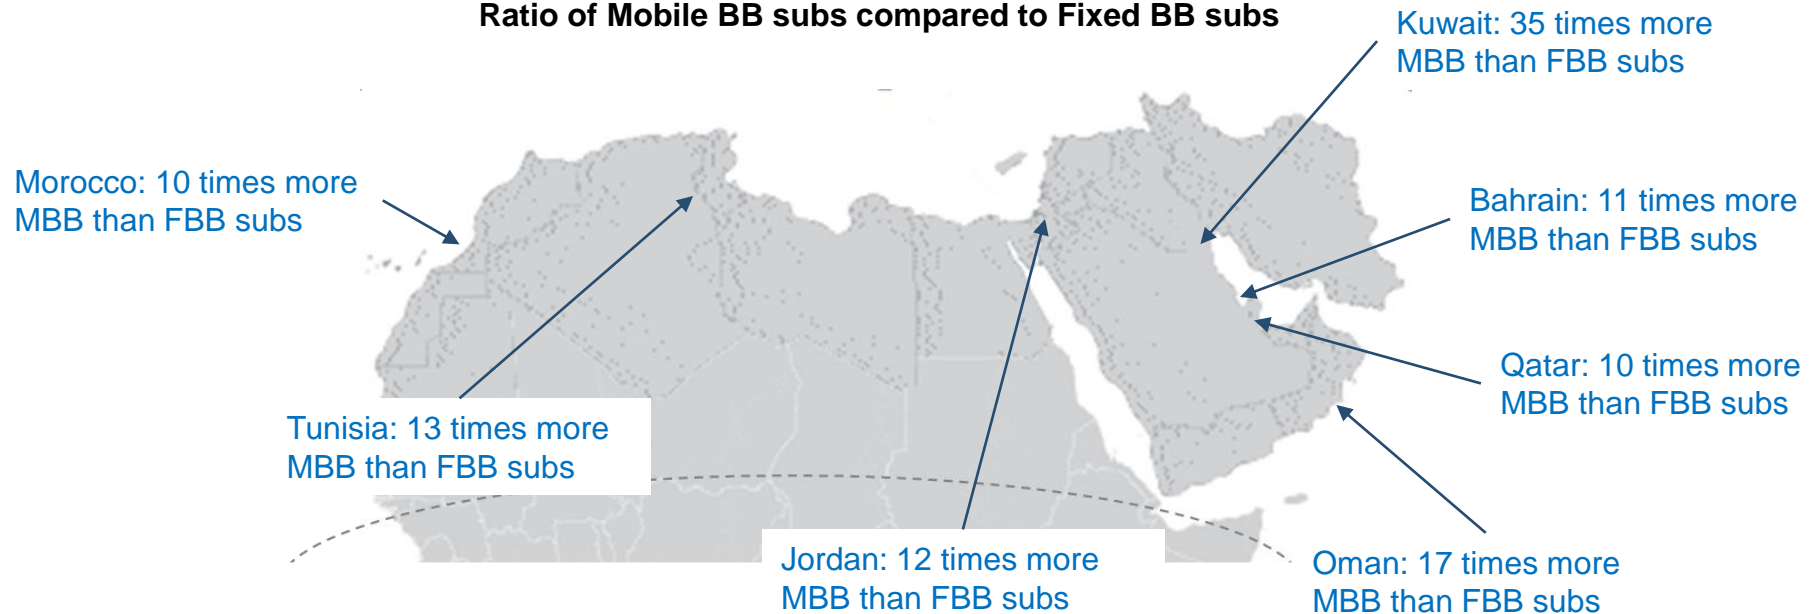 Ratio of Mobile BB subs compared to Fixed BB subs
Kuwait: 35 times more
MBB than FBB subs
Morocco: 10 times more
MBB than FBB subs
Bahrain: 11 times more
MBB than FBB subs
Qatar: 10 times more
MBB than FBB subs
Tunisia: 13 times more
MBB than FBB subs
Jordan: 12 times more
MBB than FBB subs
Oman: 17 times more
MBB than FBB subs